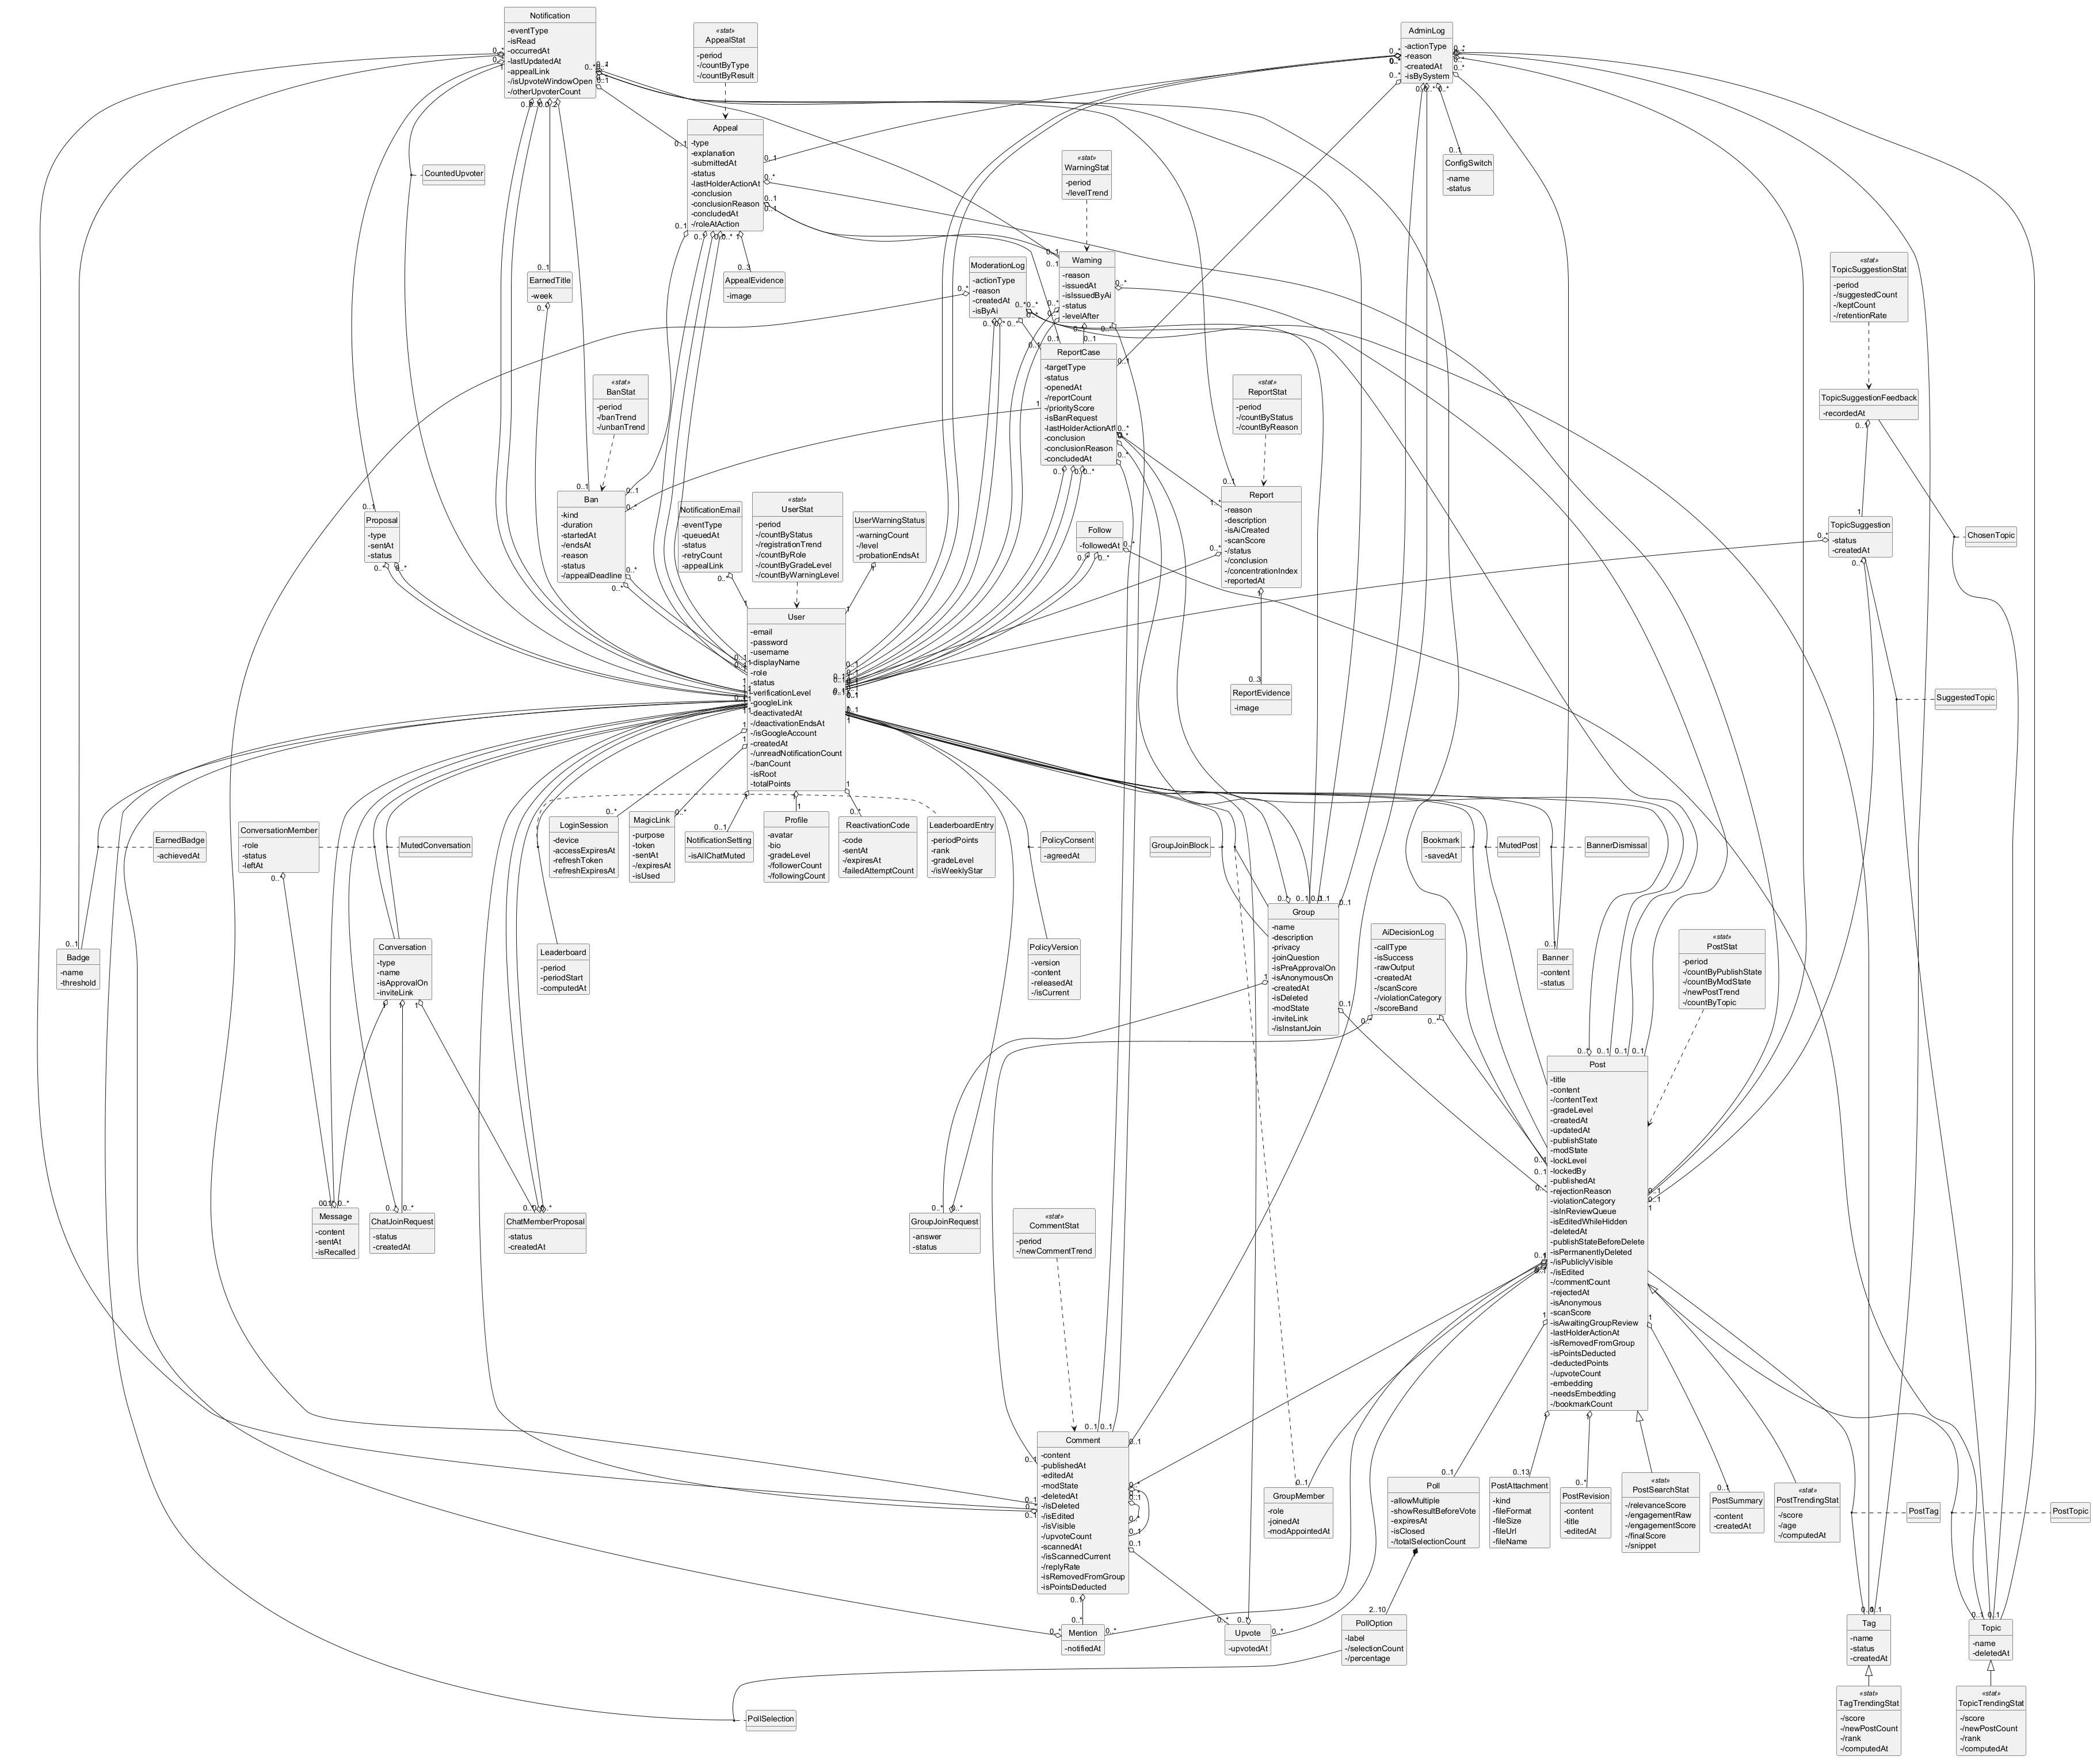 Notification
-eventType
-isRead
-occurredAt
-lastUpdatedAt
-appealLink
-/isUpvoteWindowOpen
-/otherUpvoterCount
«stat»
AppealStat
-period
-/countByType
-/countByResult
AdminLog
-actionType
-reason
-createdAt
-isBySystem
CountedUpvoter
Appeal
-type
-explanation
-submittedAt
-status
-lastHolderActionAt
-conclusion
-conclusionReason
-concludedAt
-/roleAtAction
«stat»
WarningStat
-period
-/levelTrend
ConfigSwitch
-name
-status
EarnedTitle
-week
AppealEvidence
-image
ModerationLog
-actionType
-reason
-createdAt
-isByAi
Warning
-reason
-issuedAt
-isIssuedByAi
-status
-levelAfter
«stat»
TopicSuggestionStat
-period
-/suggestedCount
-/keptCount
-/retentionRate
«stat»
BanStat
-period
-/banTrend
-/unbanTrend
ReportCase
-targetType
-status
-openedAt
-/reportCount
-/priorityScore
-isBanRequest
-lastHolderActionAt
-conclusion
-conclusionReason
-concludedAt
«stat»
ReportStat
-period
-/countByStatus
-/countByReason
TopicSuggestionFeedback
-recordedAt
Proposal
-type
-sentAt
-status
Ban
-kind
-duration
-startedAt
-/endsAt
-reason
-status
-/appealDeadline
NotificationEmail
-eventType
-queuedAt
-status
-retryCount
-appealLink
«stat»
UserStat
-period
-/countByStatus
-/registrationTrend
-/countByRole
-/countByGradeLevel
-/countByWarningLevel
UserWarningStatus
-warningCount
-/level
-probationEndsAt
Follow
-followedAt
Report
-reason
-description
-isAiCreated
-scanScore
-/status
-/conclusion
-/concentrationIndex
-reportedAt
TopicSuggestion
-status
-createdAt
ChosenTopic
User
-email
-password
-username
-displayName
-role
-status
-verificationLevel
-googleLink
-deactivatedAt
-/deactivationEndsAt
-/isGoogleAccount
-createdAt
-/unreadNotificationCount
-/banCount
-isRoot
-totalPoints
ReportEvidence
-image
SuggestedTopic
EarnedBadge
-achievedAt
ConversationMember
-role
-status
-leftAt
MutedConversation
LoginSession
-device
-accessExpiresAt
-refreshToken
-refreshExpiresAt
MagicLink
-purpose
-token
-sentAt
-/expiresAt
-isUsed
NotificationSetting
-isAllChatMuted
Profile
-avatar
-bio
-gradeLevel
-/followerCount
-/followingCount
ReactivationCode
-code
-sentAt
-/expiresAt
-failedAttemptCount
LeaderboardEntry
-periodPoints
-rank
-gradeLevel
-/isWeeklyStar
PolicyConsent
-agreedAt
GroupJoinBlock
Bookmark
-savedAt
MutedPost
BannerDismissal
Badge
-name
-threshold
Conversation
-type
-name
-isApprovalOn
-inviteLink
Leaderboard
-period
-periodStart
-computedAt
PolicyVersion
-version
-content
-releasedAt
-/isCurrent
Group
-name
-description
-privacy
-joinQuestion
-isPreApprovalOn
-isAnonymousOn
-createdAt
-isDeleted
-modState
-inviteLink
-/isInstantJoin
AiDecisionLog
-callType
-isSuccess
-rawOutput
-createdAt
-/scanScore
-/violationCategory
-/scoreBand
Banner
-content
-status
«stat»
PostStat
-period
-/countByPublishState
-/countByModState
-/newPostTrend
-/countByTopic
Post
-title
-content
-/contentText
-gradeLevel
-createdAt
-updatedAt
-publishState
-modState
-lockLevel
-lockedBy
-publishedAt
-rejectionReason
-violationCategory
-isInReviewQueue
-isEditedWhileHidden
-deletedAt
-publishStateBeforeDelete
-isPermanentlyDeleted
-/isPubliclyVisible
-/isEdited
-/commentCount
-rejectedAt
-isAnonymous
-scanScore
-isAwaitingGroupReview
-lastHolderActionAt
-isRemovedFromGroup
-isPointsDeducted
-deductedPoints
-/upvoteCount
-embedding
-needsEmbedding
-/bookmarkCount
Message
-content
-sentAt
-isRecalled
ChatJoinRequest
-status
-createdAt
ChatMemberProposal
-status
-createdAt
GroupJoinRequest
-answer
-status
«stat»
CommentStat
-period
-/newCommentTrend
Comment
-content
-publishedAt
-editedAt
-modState
-deletedAt
-/isDeleted
-/isEdited
-/isVisible
-/upvoteCount
-scannedAt
-/isScannedCurrent
-/replyRate
-isRemovedFromGroup
-isPointsDeducted
GroupMember
-role
-joinedAt
-modAppointedAt
Poll
-allowMultiple
-showResultBeforeVote
-expiresAt
-isClosed
-/totalSelectionCount
PostAttachment
-kind
-fileFormat
-fileSize
-fileUrl
-fileName
PostRevision
-content
-title
-editedAt
«stat»
PostSearchStat
-/relevanceScore
-/engagementRaw
-/engagementScore
-/finalScore
-/snippet
PostSummary
-content
-createdAt
«stat»
PostTrendingStat
-/score
-/age
-/computedAt
PostTag
PostTopic
Mention
-notifiedAt
Upvote
-upvotedAt
PollOption
-label
-/selectionCount
-/percentage
Tag
-name
-status
-createdAt
Topic
-name
-deletedAt
PollSelection
«stat»
TagTrendingStat
-/score
-/newPostCount
-/rank
-/computedAt
«stat»
TopicTrendingStat
-/score
-/newPostCount
-/rank
-/computedAt